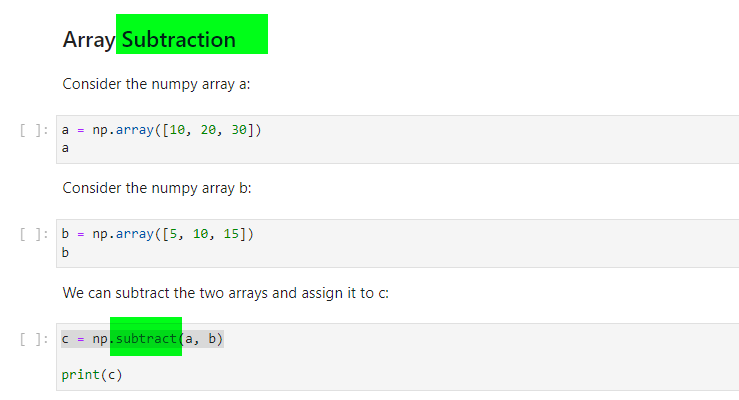 Array Subtraction
Consider the numpy array a:
[ ]: a = np.array([10, 20, 30])
a
Consider the numpy array b:
[ ]: b = np.array([5, 10, 15])
b
We can subtract the two arrays and assign it to c:
[ ]: c = np.subtract(a, b)
print(c)